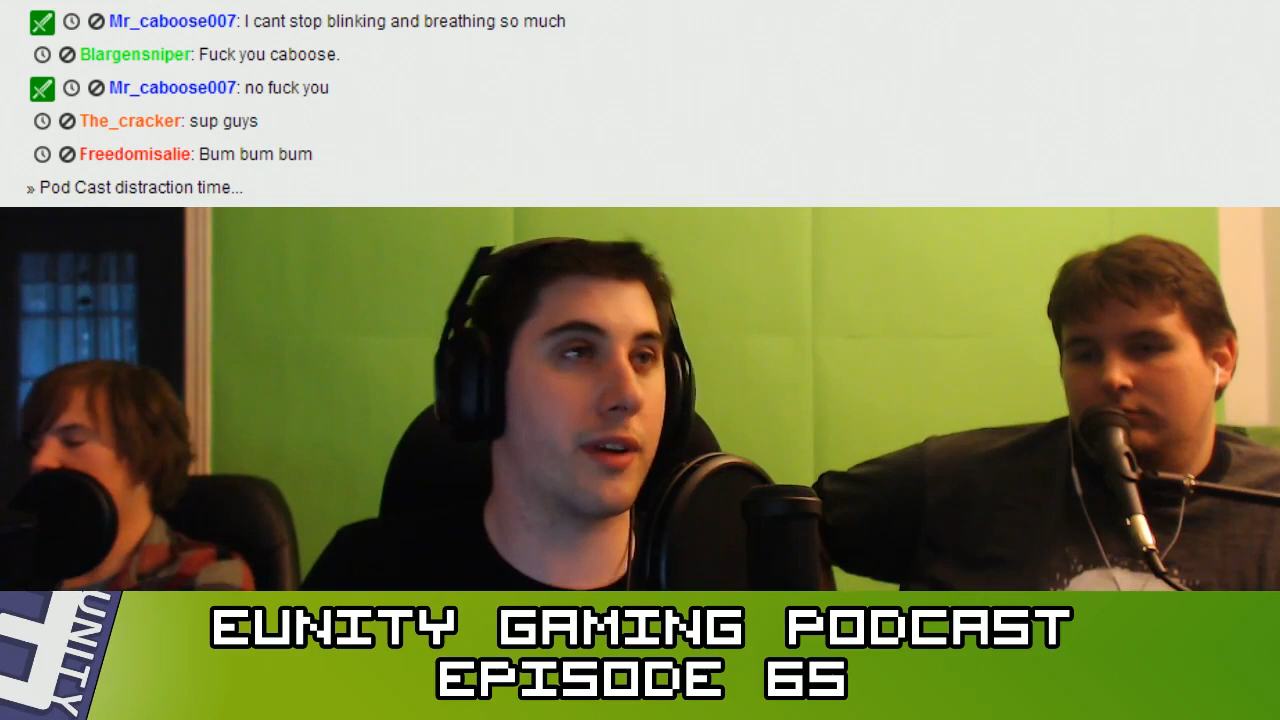 Mr_caboose007: I cant stop blinking and breathing so much
Blargensniper: Fuck you caboose.
Mr_caboose007: no fuck you
The_cracker: sup guys
Freedomisalie: Bum bum bum
» Pod Cast distraction time...
EUNITY GAMING PODCAST
EPISODE 65
UNITY